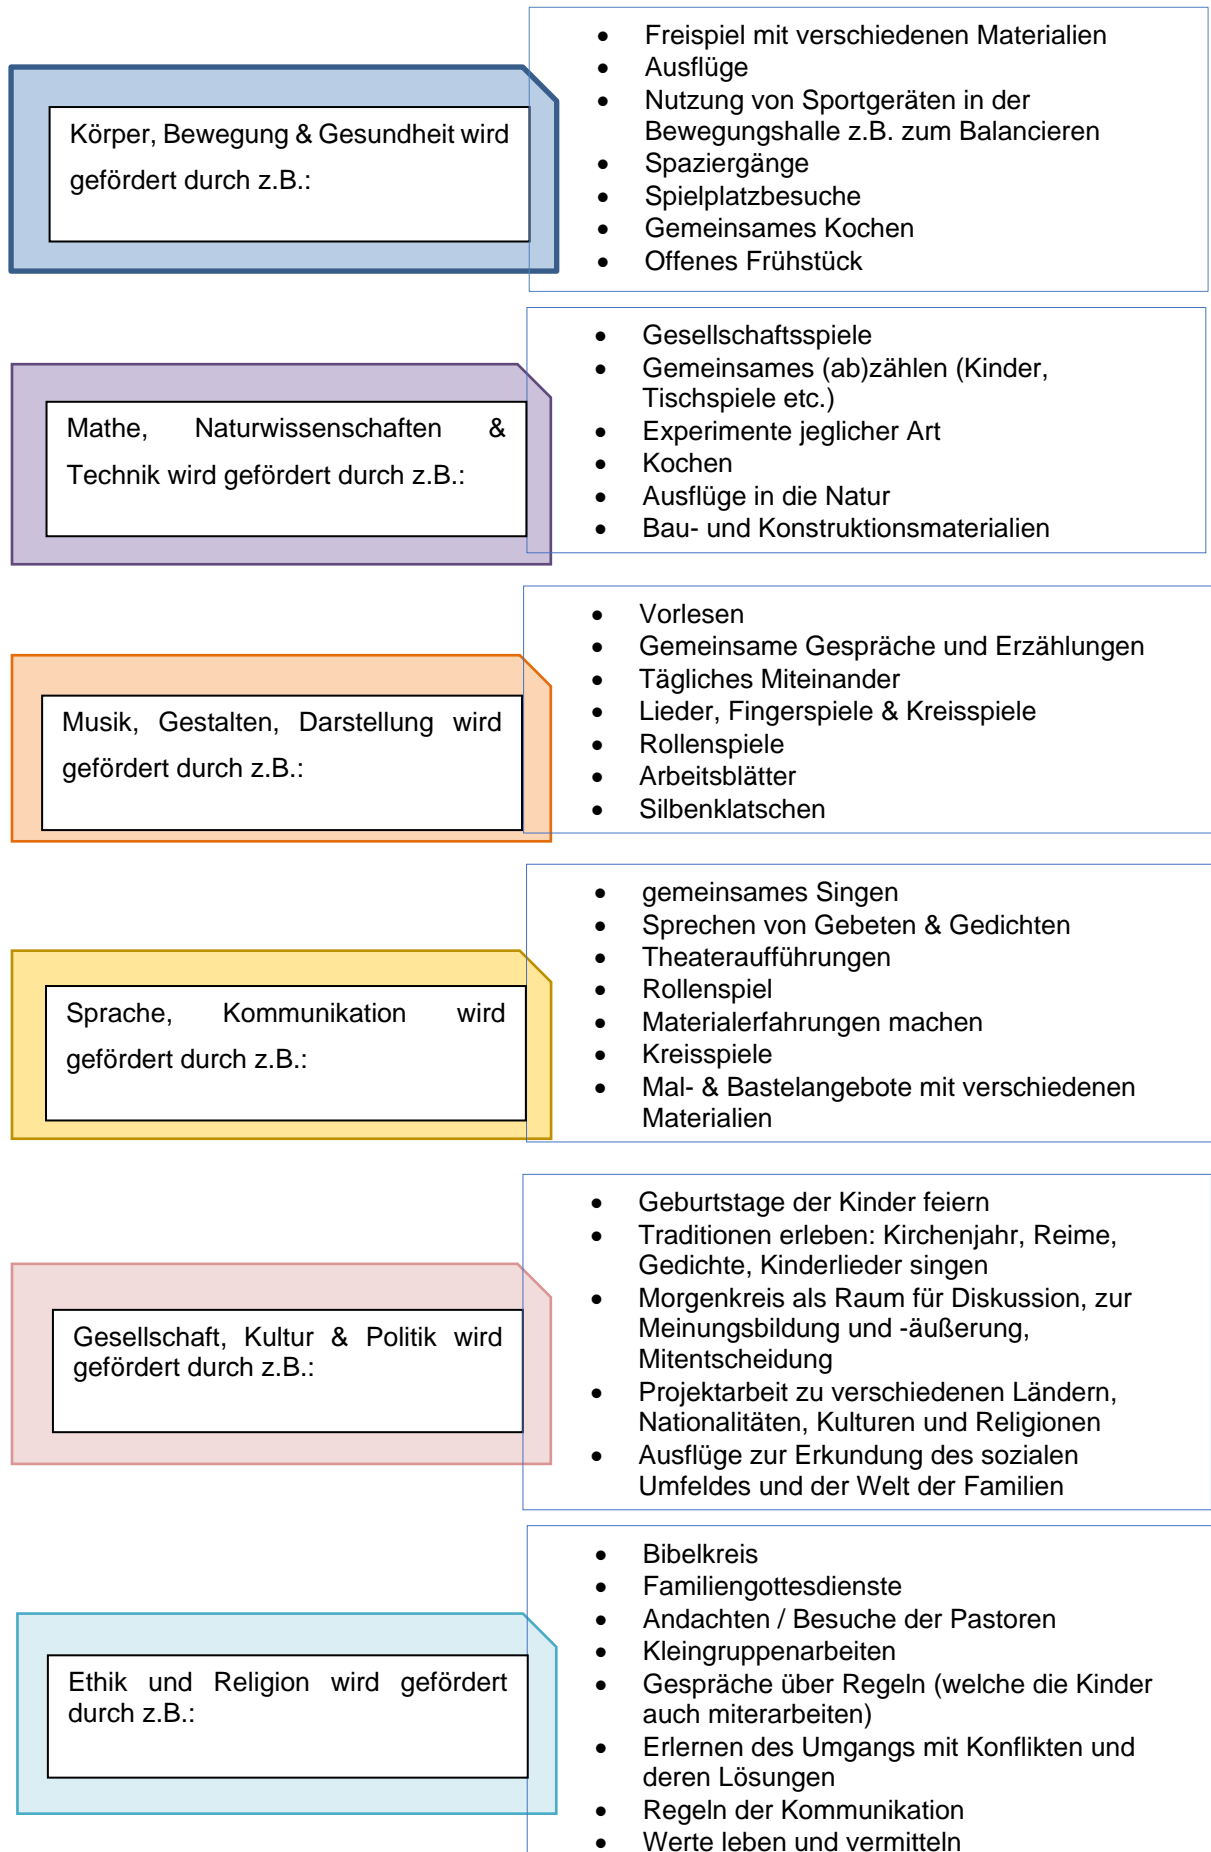 Körper, Bewegung & Gesundheit wird
gefördert durch z.B.:
• Freispiel mit verschiedenen Materialien
• Ausflüge
• Nutzung von Sportgeräten in der
Bewegungshalle z.B. zum Balancieren
• Spaziergänge
• Spielplatzbesuche
• Gemeinsames Kochen
• Offenes Frühstück
Mathe, Naturwissenschaften &
Technik wird gefördert durch z.B.:
• Gesellschaftsspiele
• Gemeinsames (ab)zählen (Kinder,
Tischspiele etc.)
• Experimente jeglicher Art
• Kochen
• Ausflüge in die Natur
• Bau- und Konstruktionsmaterialien
Musik, Gestalten, Darstellung wird
gefördert durch z.B.:
• Vorlesen
• Gemeinsame Gespräche und Erzählungen
• Tägliches Miteinander
• Lieder, Fingerspiele & Kreisspiele
• Rollenspiele
• Arbeitsblätter
• Silbenklatschen
Sprache, Kommunikation wird
gefördert durch z.B.:
• gemeinsames Singen
• Sprechen von Gebeten & Gedichten
• Theateraufführungen
• Rollenspiel
• Materialerfahrungen machen
• Kreisspiele
• Mal- & Bastelangebote mit verschiedenen
Materialien
Gesellschaft, Kultur & Politik wird
gefördert durch z.B.:
• Geburtstage der Kinder feiern
• Traditionen erleben: Kirchenjahr, Reime,
Gedichte, Kinderlieder singen
• Morgenkreis als Raum für Diskussion, zur
Meinungsbildung und -äußerung,
Mitentscheidung
• Projektarbeit zu verschiedenen Ländern,
Nationalitäten, Kulturen und Religionen
• Ausflüge zur Erkundung des sozialen
Umfeldes und der Welt der Familien
Ethik und Religion wird gefördert
durch z.B.:
• Bibelkreis
• Familiengottesdienste
• Andachten / Besuche der Pastoren
• Kleingruppenarbeiten
• Gespräche über Regeln (welche die Kinder
auch miterarbeiten)
• Erlernen des Umgangs mit Konflikten und
deren Lösungen
• Regeln der Kommunikation
• Werte leben und vermitteln